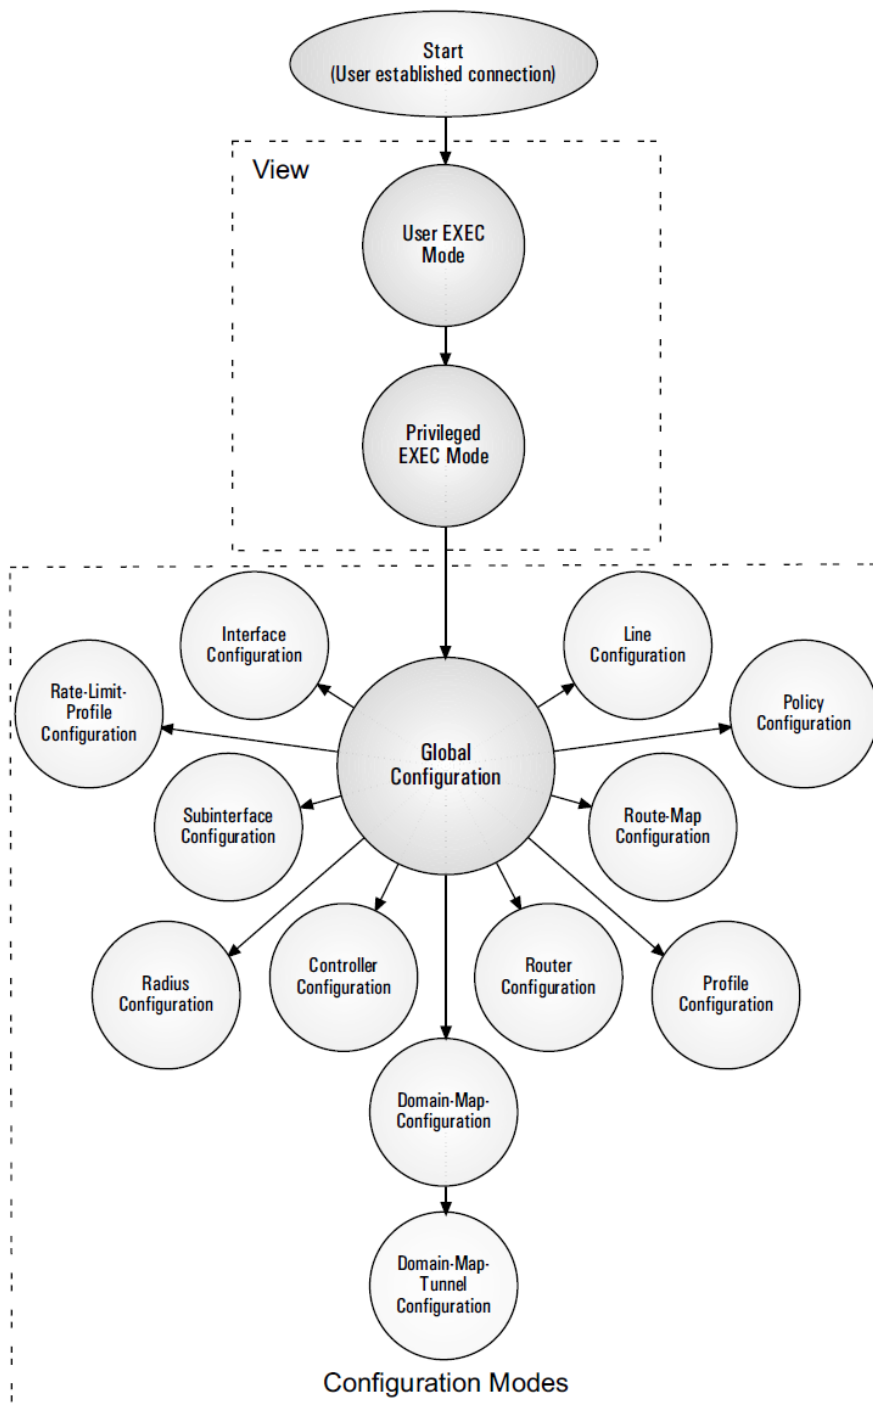 Start
(User established connection)
View
User EXEC
Mode
Privileged
EXEC Mode
Interface
Configuration
Line
Configuration
Rate-Limit-
Profile
Configuration
Policy
Configuration
Global
Configuration
Subinterface
Configuration
Route-Map
Configuration
Radius
Configuration
Controller
Configuration
Router
Configuration
Profile
Configuration
Domain-Map-
Configuration
Domain-Map-
Tunnel
Configuration
Configuration Modes